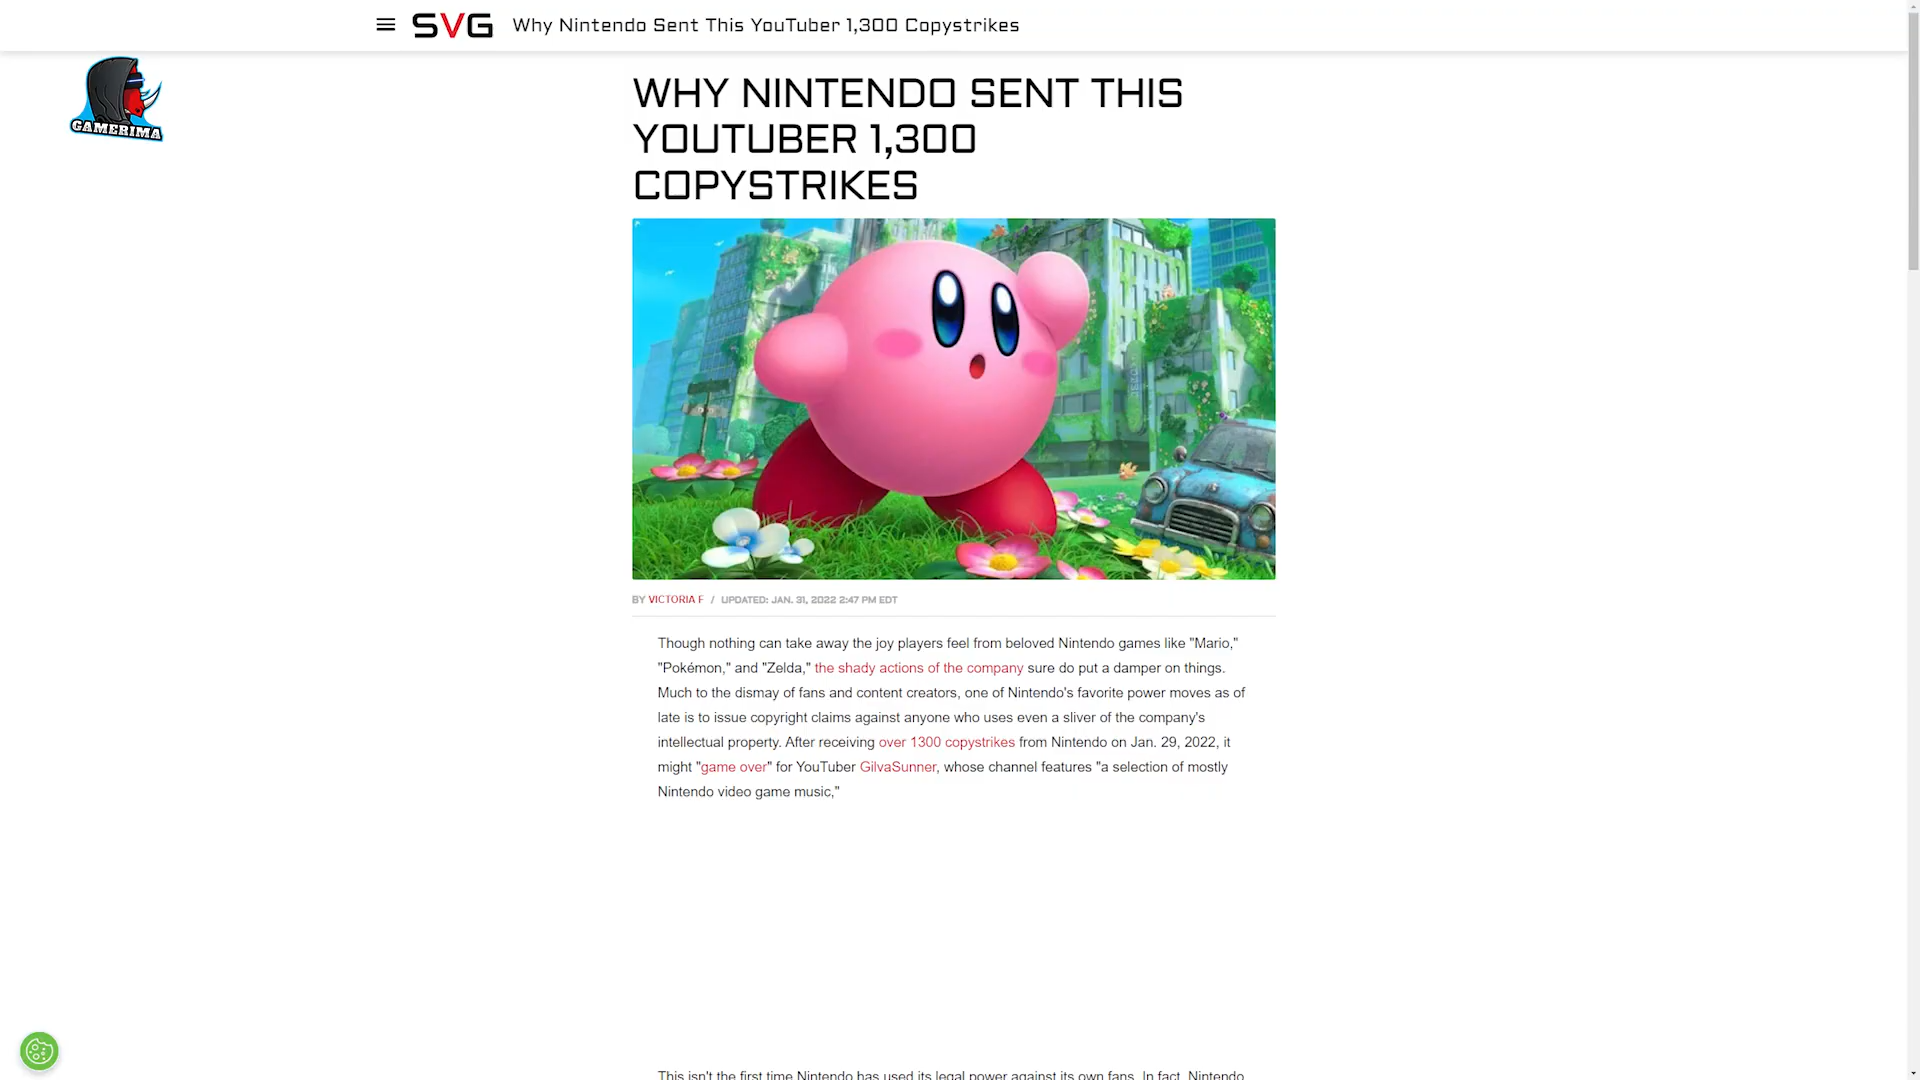 SVG Why Nintendo Sent This YouTuber 1,300 Copystrikes
GAMERIMA
WHY NINTENDO SENT THIS
YOUTUBER 1,300
COPYSTRIKES
BY VICTORIA F / UPDATED: JAN. 31, 2022 2:47 PM EDT
Though nothing can take away the joy players feel from beloved Nintendo games like "Mario,"
"Pokémon," and "Zelda," the shady actions of the company sure do put a damper on things.
Much to the dismay of fans and content creators, one of Nintendo's favorite power moves as of
late is to issue copyright claims against anyone who uses even a sliver of the company's
intellectual property. After receiving over 1300 copystrikes from Nintendo on Jan. 29, 2022, it
might "game over" for YouTuber GilvaSunner, whose channel features "a selection of mostly
Nintendo video game music,"
This isn't the first time Nintendo has used its legal power against its own fans. In fact, Nintendo